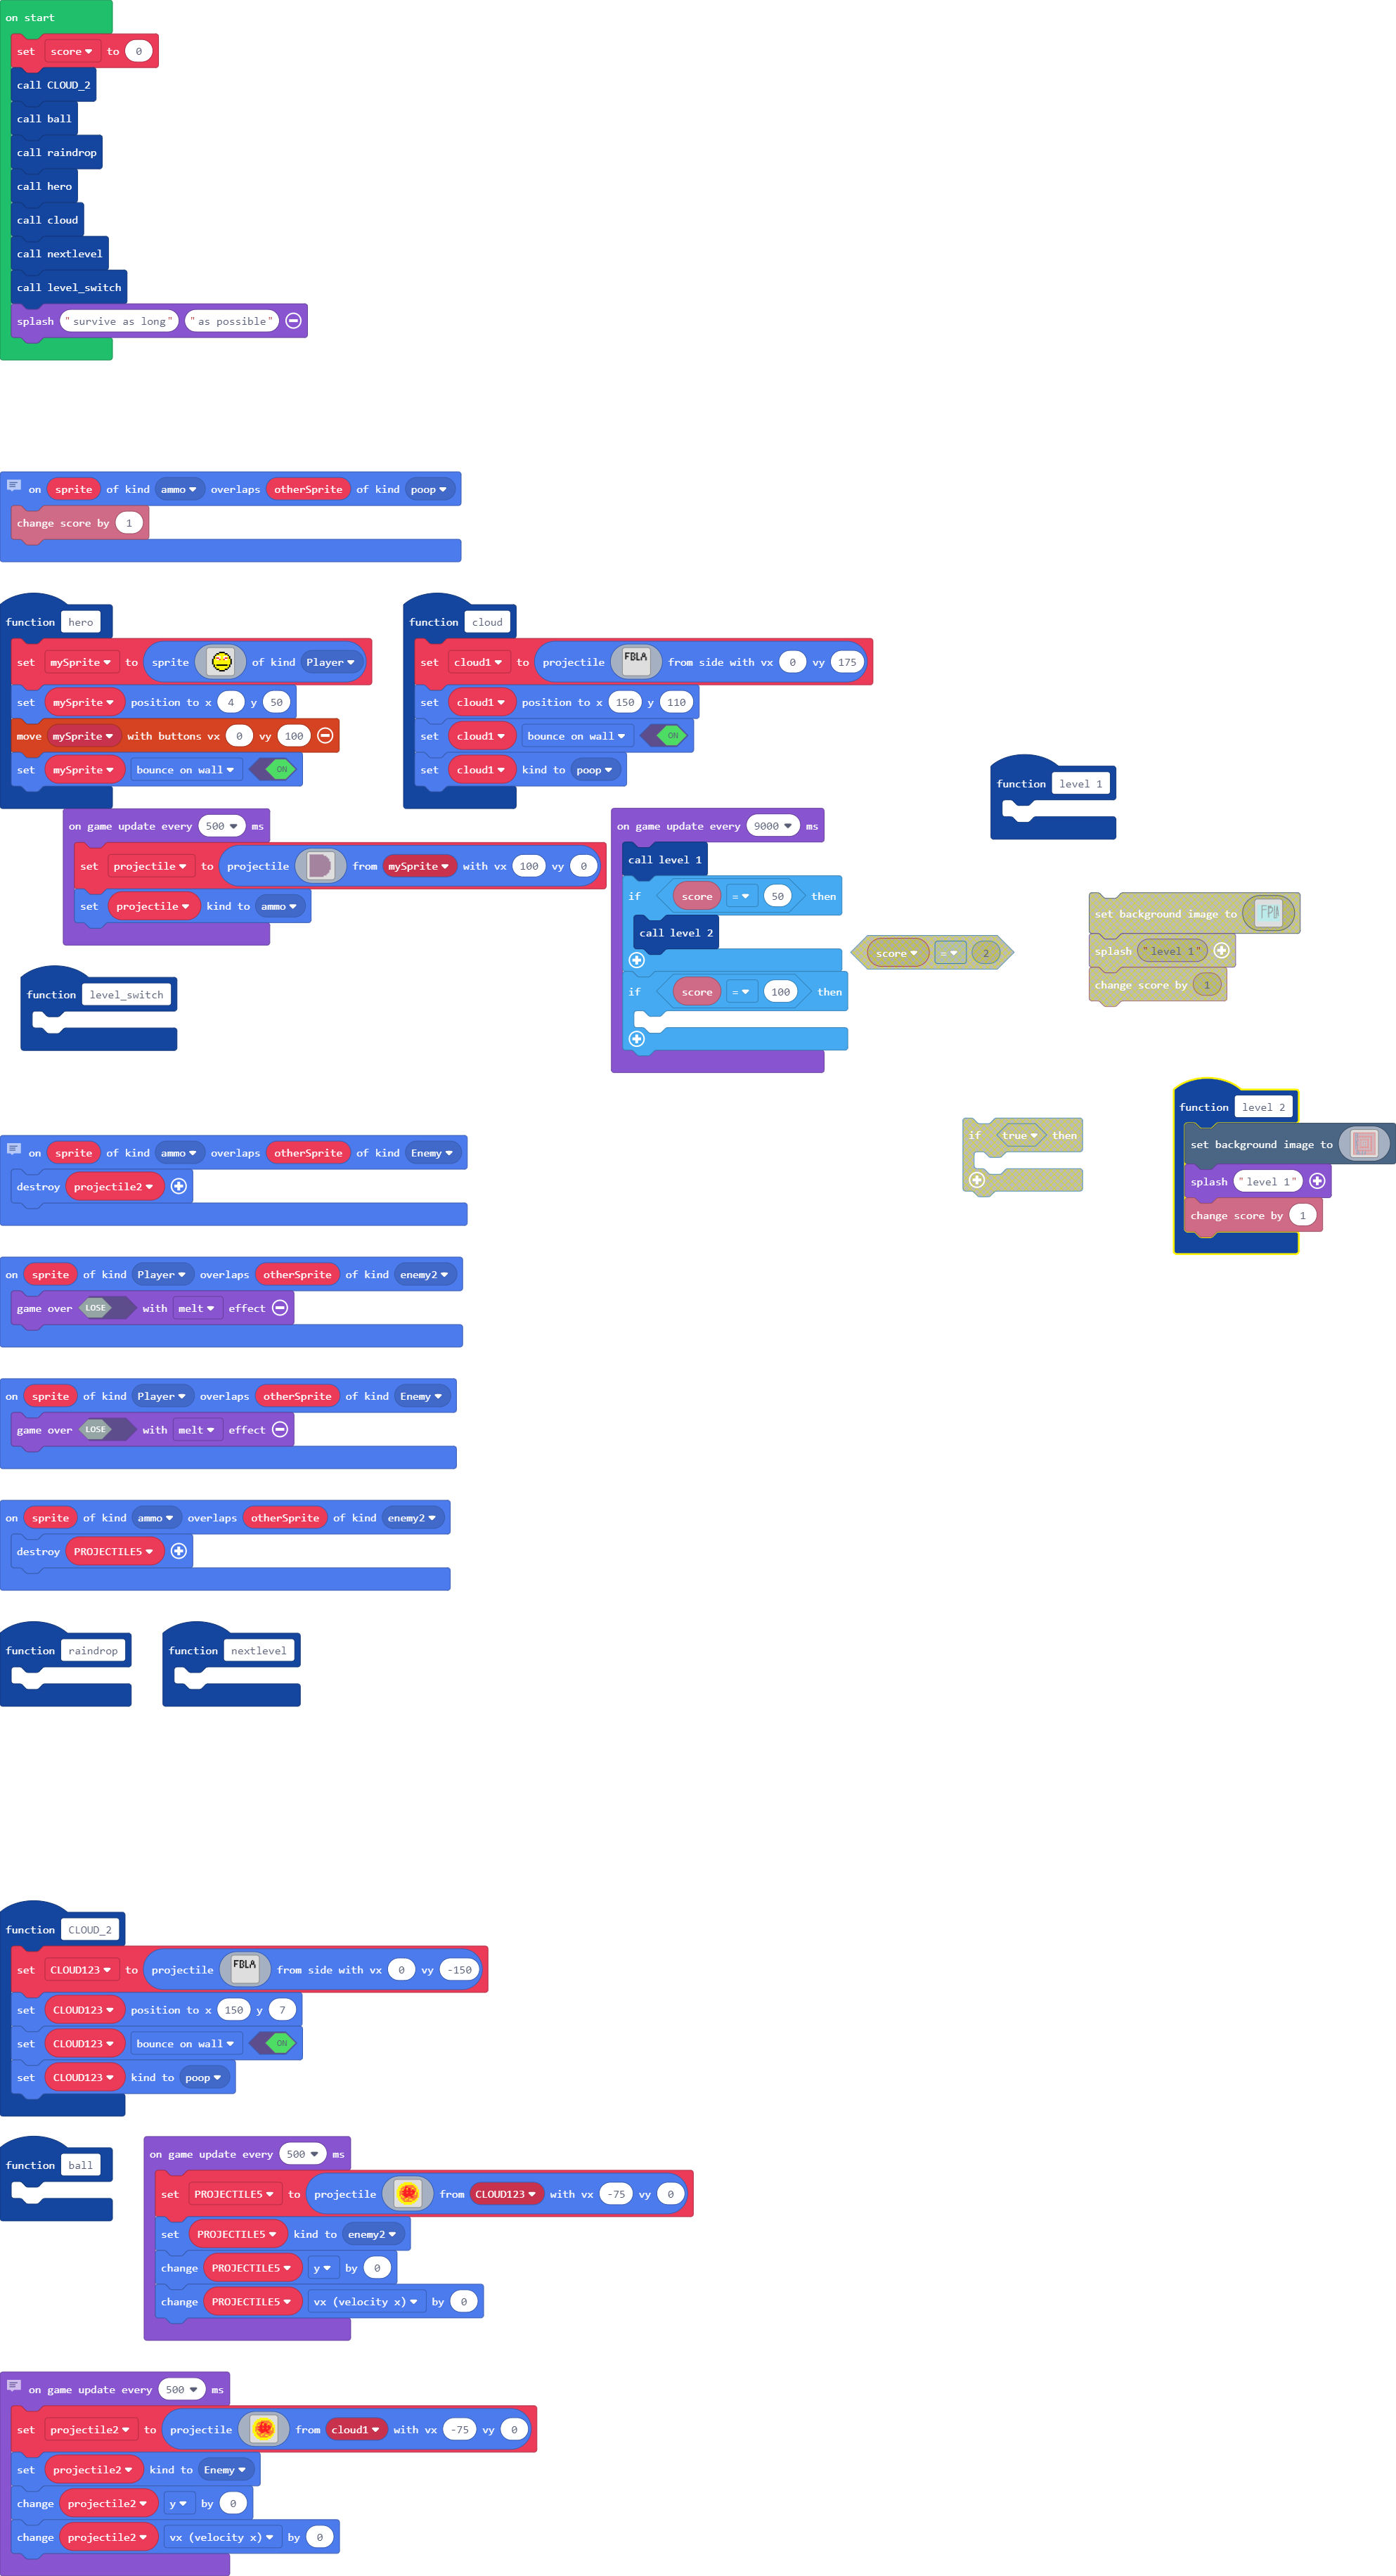 on start
set score to 0
call CLOUD_2
call ball
call raindrop
call hero
call cloud
call nextlevel
call level_switch
splash "survive as long" "as possible"
on sprite of kind ammo overlaps otherSprite of kind poop
change score by 1
function hero
set mySprite to sprite of kind Player
set mySprite position to x 4 y 50
move mySprite with buttons vx 0 vy 100
set mySprite bounce on wall ON
function cloud
set cloud1 to projectile FBLA from side with vx 0 vy 175
set cloud1 position to x 150 y 110
set cloud1 bounce on wall ON
set cloud1 kind to poop
function level 1
on game update every 500 ms
set projectile to projectile from mySprite with vx 100 vy 0
set projectile kind to ammo
on game update every 9000 ms
call level 1
if score = 50 then
call level 2
if score = 100 then
score = 2
set background image to
splash "level 1"
change score by 1
function level_switch
function level 2
set background image to
splash "level 1"
change score by 1
if true then
on sprite of kind ammo overlaps otherSprite of kind Enemy
destroy projectile2
on sprite of kind Player overlaps otherSprite of kind enemy2
game over LOSE with melt effect
on sprite of kind Player overlaps otherSprite of kind Enemy
game over LOSE with melt effect
on sprite of kind ammo overlaps otherSprite of kind enemy2
destroy PROJECTILE5
function raindrop
function nextlevel
function CLOUD_2
set CLOUD123 to projectile FBLA from side with vx 0 vy -150
set CLOUD123 position to x 150 y 7
set CLOUD123 bounce on wall ON
set CLOUD123 kind to poop
function ball
on game update every 500 ms
set PROJECTILE5 to projectile from CLOUD123 with vx -75 vy 0
set PROJECTILE5 kind to enemy2
change PROJECTILE5 y by 0
change PROJECTILE5 vx (velocity x) by 0
on game update every 500 ms
set projectile2 to projectile from cloud1 with vx -75 vy 0
set projectile2 kind to Enemy
change projectile2 y by 0
change projectile2 vx (velocity x) by 0